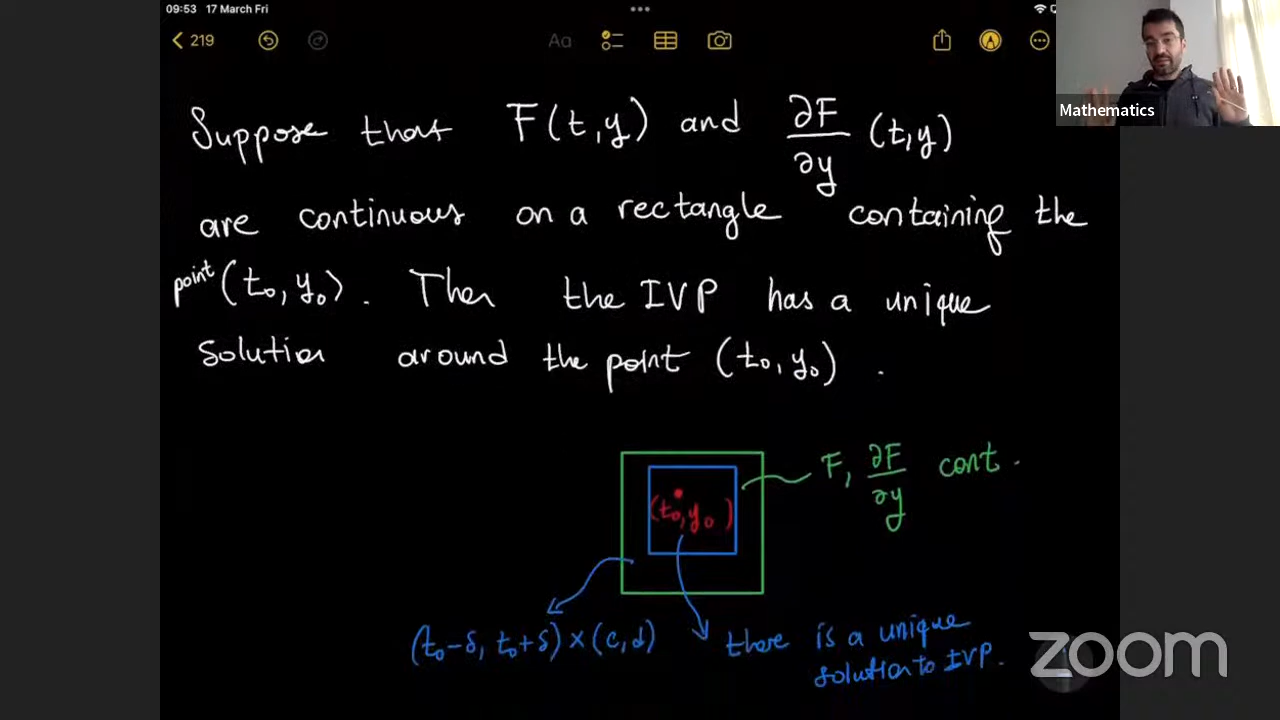 09:53 17 March Fri
219
Aa
Mathematics
Suppose that F(t,y) and ∂F/∂y (t,y)
are continuous on a rectangle containing the
point (t₀, y₀). Then the IVP has a unique
solution around the point (t₀, y₀).
F, ∂F/∂y cont.
(t₀, y₀)
(t₀-δ, t₀+δ) × (c, d)
there is a unique
solution to IVP.
zoom